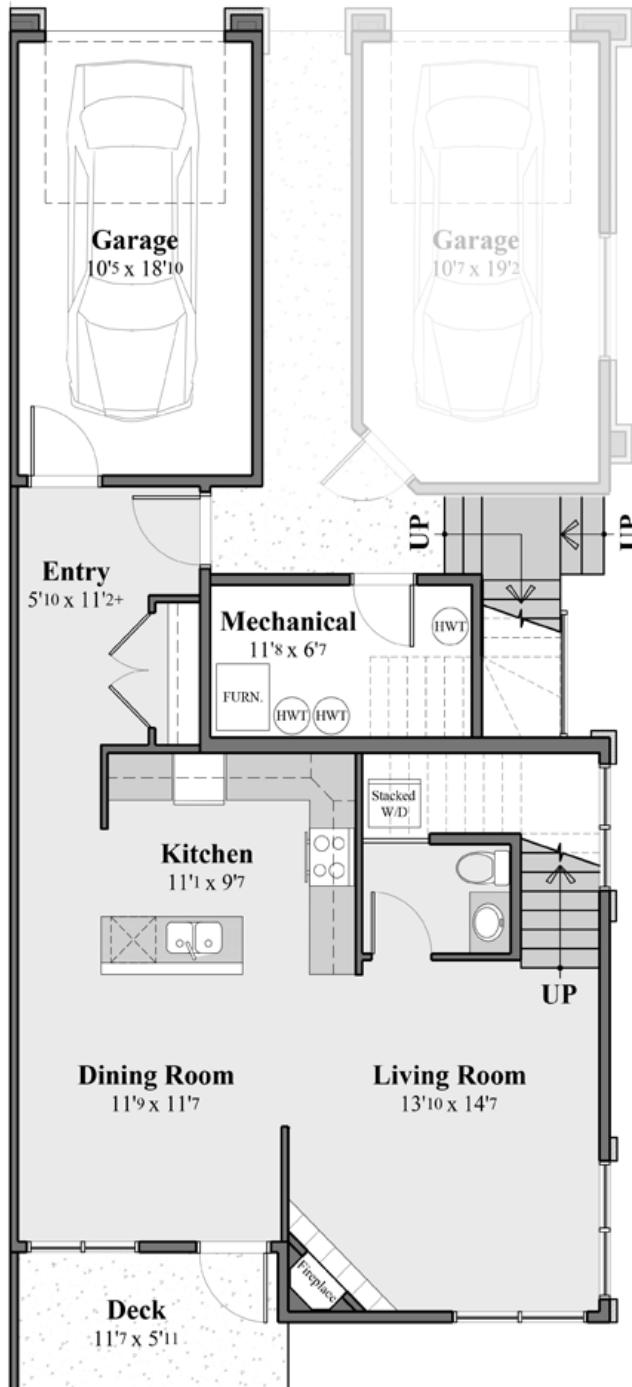 Garage
10'5 x 18'10
Garage
10'7 x 19'2
UP
UP
Entry
5'10 x 11'2+
Mechanical
11'8 x 6'7
HWT
FURN.
HWT
HWT
Stacked
W/D
Kitchen
11'1 x 9'7
UP
Dining Room
11'9 x 11'7
Living Room
13'10 x 14'7
Fireplace
Deck
11'7 x 5'11